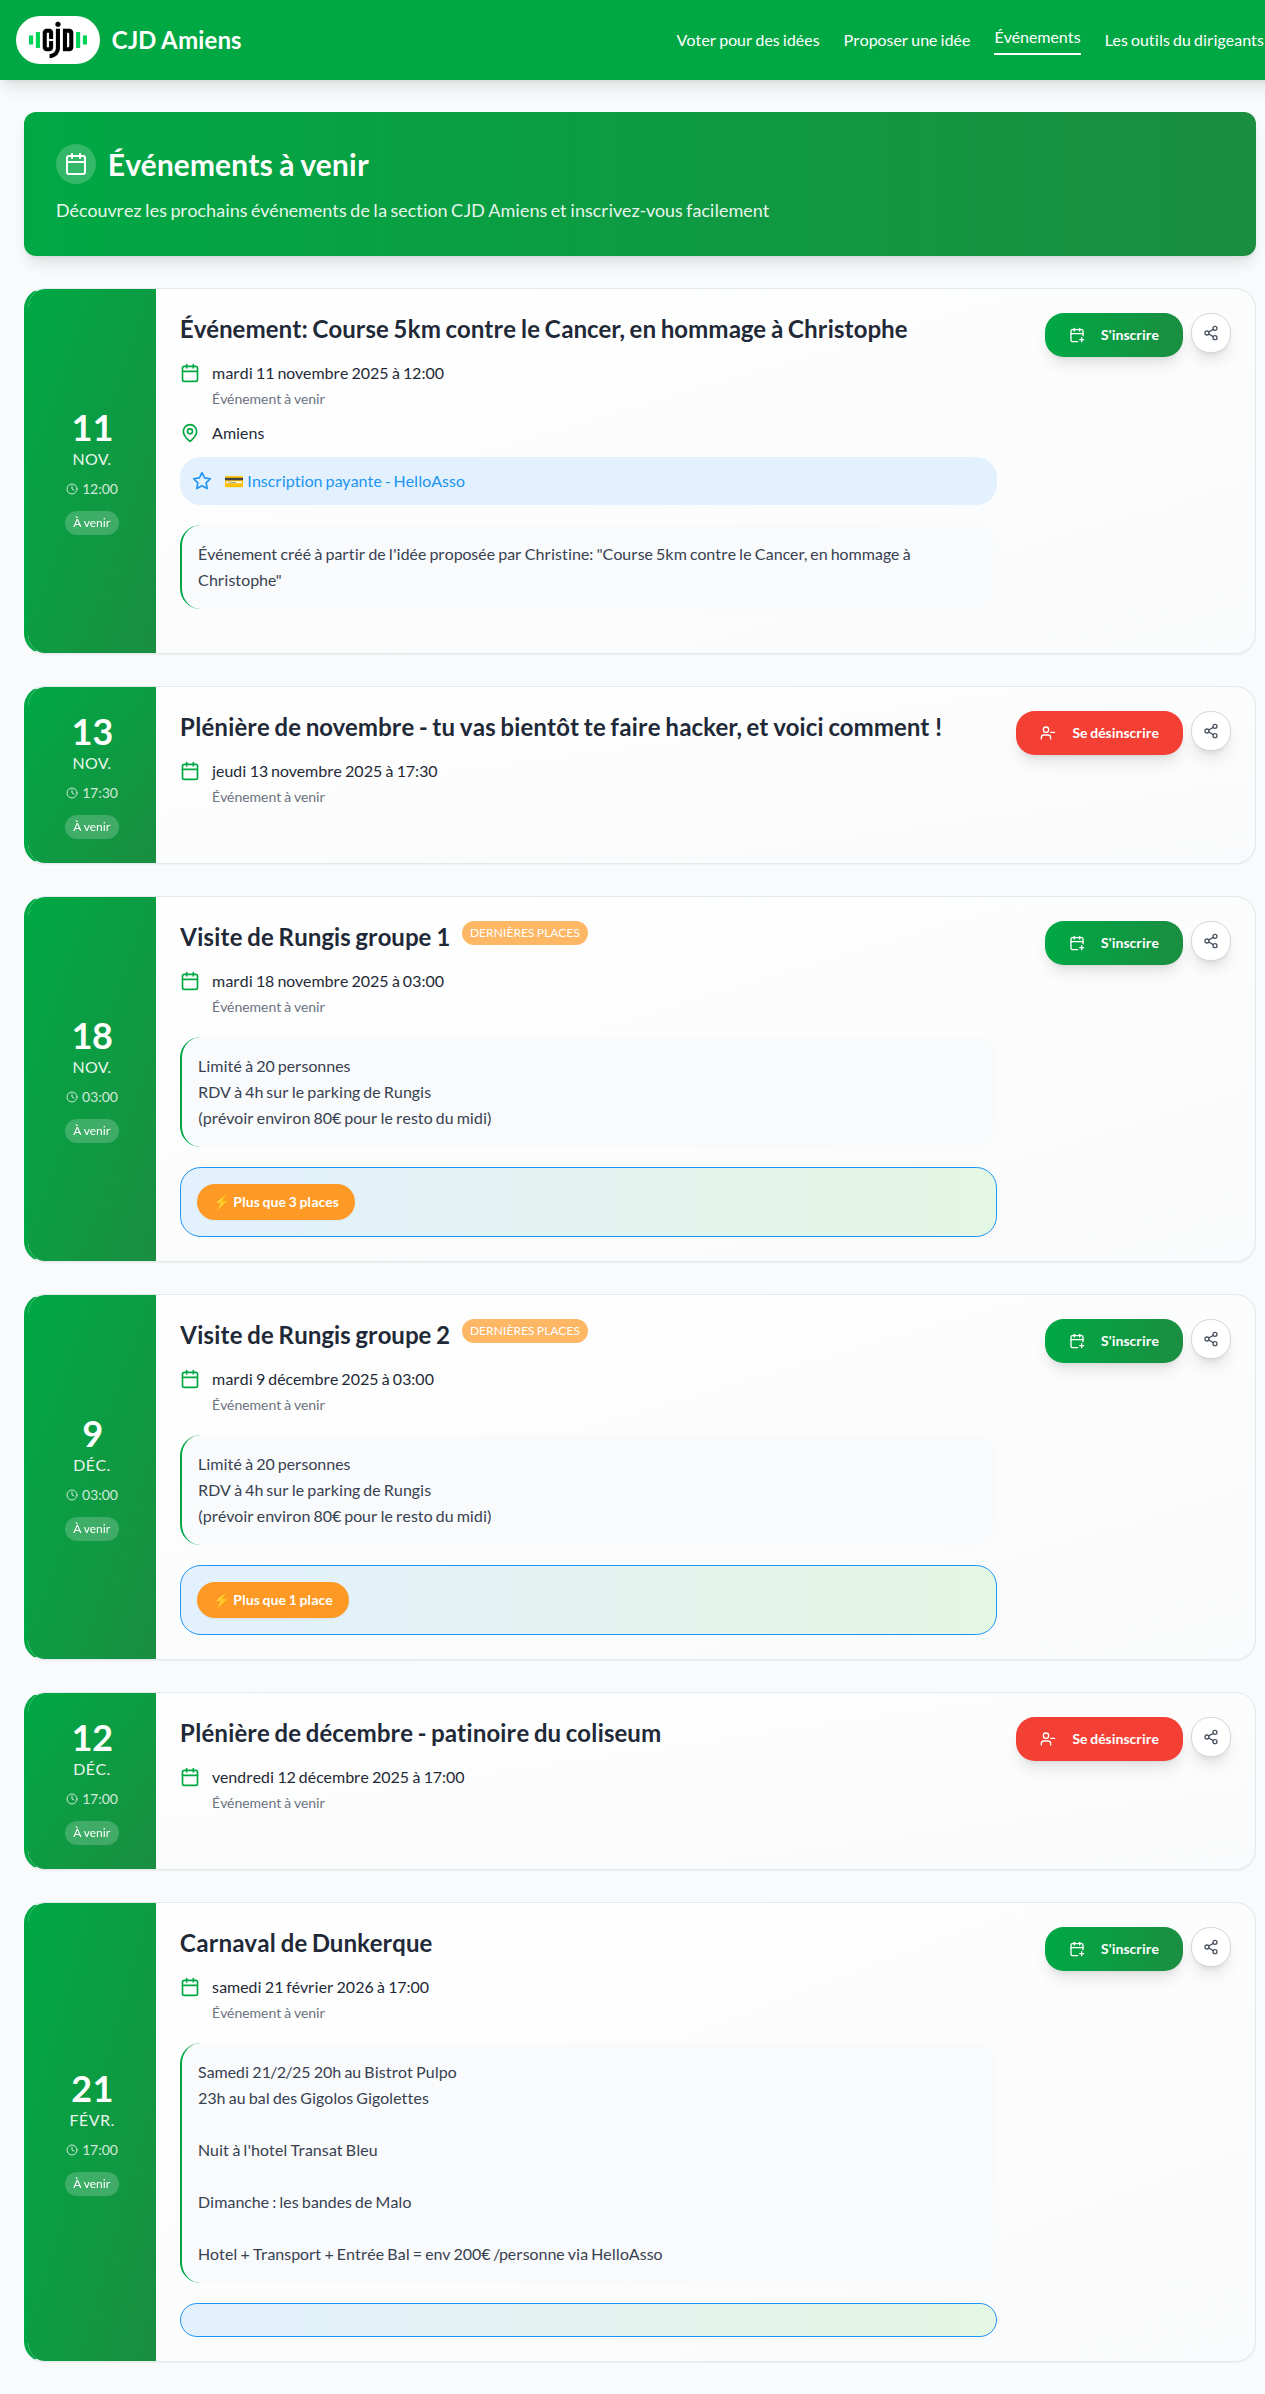 CJD CJD Amiens Voter pour des idées Proposer une idée Événements Les outils du dirigeants
Événements à venir
Découvrez les prochains événements de la section CJD Amiens et inscrivez-vous facilement
11
NOV.
12:00
À venir
Événement: Course 5km contre le Cancer, en hommage à Christophe
mardi 11 novembre 2025 à 12:00
Événement à venir
Amiens
💳 Inscription payante - HelloAsso
Événement créé à partir de l'idée proposée par Christine: "Course 5km contre le Cancer, en hommage à
Christophe"
S'inscrire
13
NOV.
17:30
À venir
Plénière de novembre - tu vas bientôt te faire hacker, et voici comment !
jeudi 13 novembre 2025 à 17:30
Événement à venir
Se désinscrire
18
NOV.
03:00
À venir
Visite de Rungis groupe 1 DERNIÈRES PLACES
mardi 18 novembre 2025 à 03:00
Événement à venir
Limité à 20 personnes
RDV à 4h sur le parking de Rungis
(prévoir environ 80€ pour le resto du midi)
⚡ Plus que 3 places
S'inscrire
9
DÉC.
03:00
À venir
Visite de Rungis groupe 2 DERNIÈRES PLACES
mardi 9 décembre 2025 à 03:00
Événement à venir
Limité à 20 personnes
RDV à 4h sur le parking de Rungis
(prévoir environ 80€ pour le resto du midi)
⚡ Plus que 1 place
S'inscrire
12
DÉC.
17:00
À venir
Plénière de décembre - patinoire du coliseum
vendredi 12 décembre 2025 à 17:00
Événement à venir
Se désinscrire
21
FÉVR.
17:00
À venir
Carnaval de Dunkerque
samedi 21 février 2026 à 17:00
Événement à venir
Samedi 21/2/25 20h au Bistrot Pulpo
23h au bal des Gigolos Gigolettes
Nuit à l'hotel Transat Bleu
Dimanche : les bandes de Malo
Hotel + Transport + Entrée Bal = env 200€ /personne via HelloAsso
S'inscrire